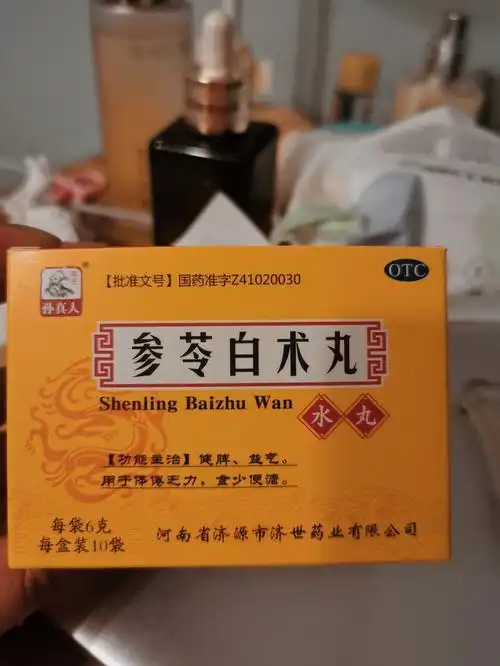 【批准文号】国药准字Z41020030
OTC
孙真人
参苓白术丸
Shenling Baizhu Wan
水丸
【功能主治】健脾、益气。
用于体倦乏力，食少便溏。
每袋6克
每盒装10袋
河南省济源市济世药业有限公司